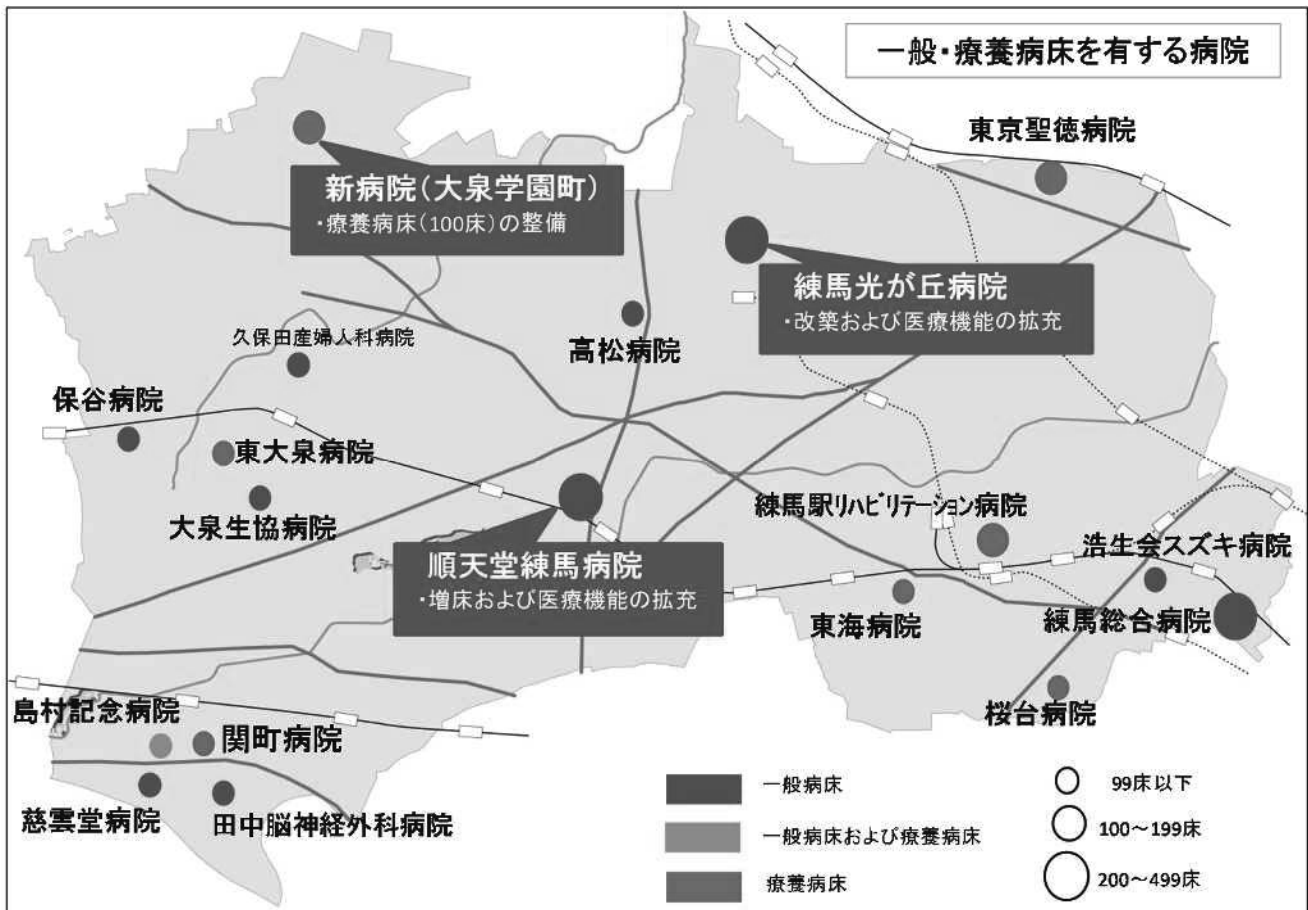 一般・療養病床を有する病院
東京聖徳病院
新病院(大泉学園町)
・療養病床(100床)の整備
練馬光が丘病院
・改築および医療機能の拡充
高松病院
久保田産婦人科病院
保谷病院
東大泉病院
大泉生協病院
練馬駅リハビリテーション病院
浩生会スズキ病院
順天堂練馬病院
・増床および医療機能の拡充
東海病院
練馬総合病院
桜台病院
島村記念病院
関町病院
慈雲堂病院
田中脳神経外科病院
一般病床
99床以下
一般病床および療養病床
100～199床
療養病床
200～499床